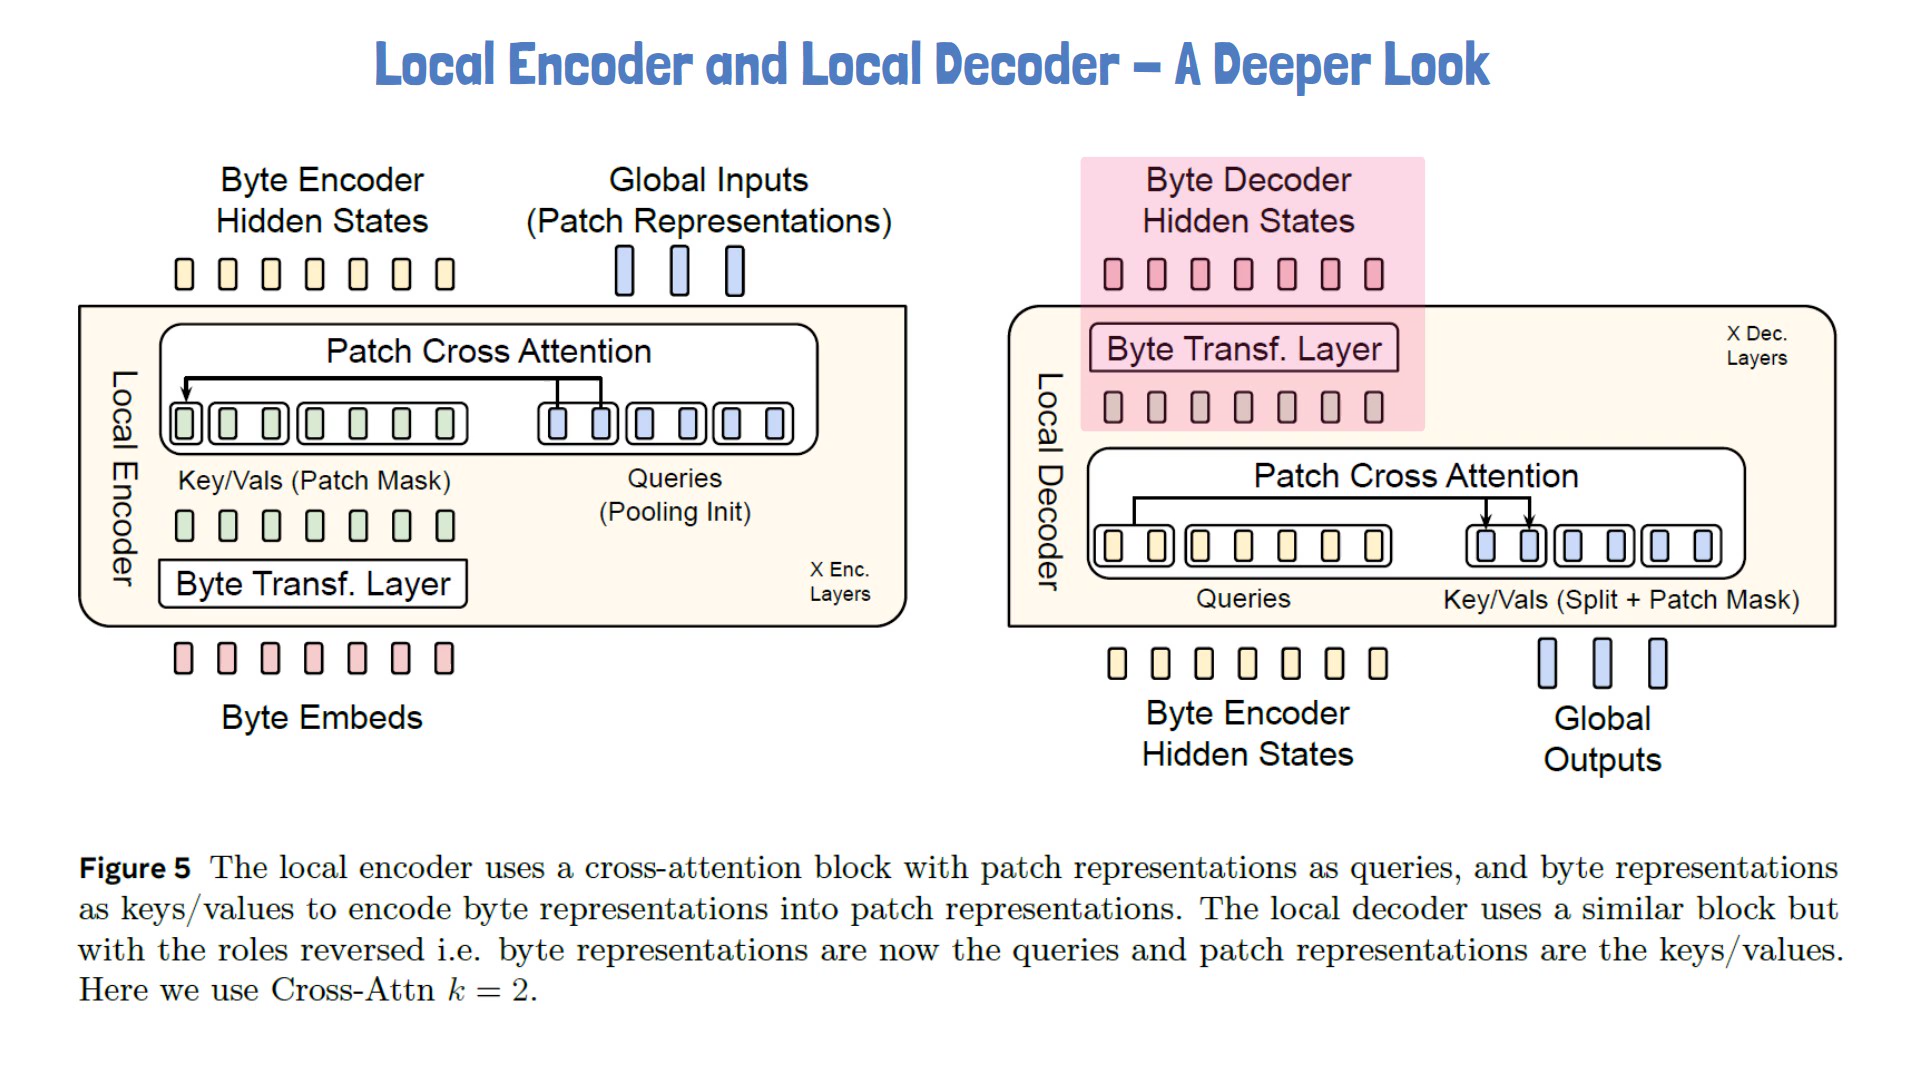 Local Encoder and Local Decoder – A Deeper Look
Byte Encoder
Hidden States
Global Inputs
(Patch Representations)
Patch Cross Attention
Key/Vals (Patch Mask)
Queries
(Pooling Init)
Local Encoder
Byte Transf. Layer
X Enc.
Layers
Byte Embeds
Byte Decoder
Hidden States
Byte Transf. Layer
X Dec.
Layers
Local Decoder
Patch Cross Attention
Queries
Key/Vals (Split + Patch Mask)
Byte Encoder
Hidden States
Global
Outputs
Figure 5 The local encoder uses a cross-attention block with patch representations as queries, and byte representations
as keys/values to encode byte representations into patch representations. The local decoder uses a similar block but
with the roles reversed i.e. byte representations are now the queries and patch representations are the keys/values.
Here we use Cross-Attn k = 2.